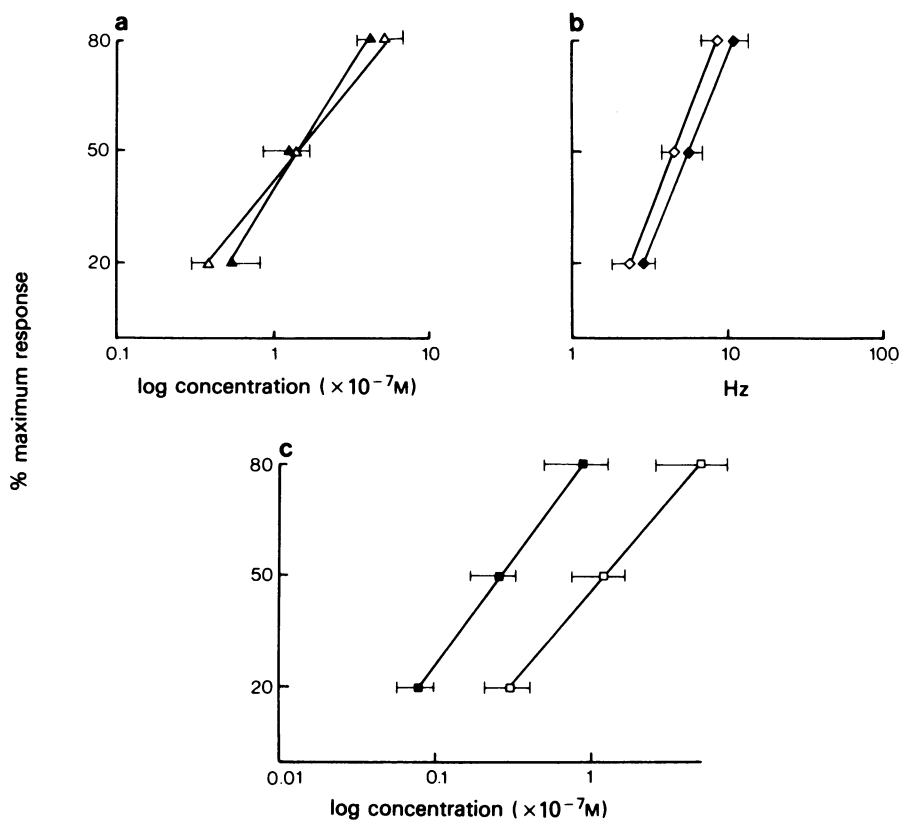 a
80
50
20
0.1 1 10
log concentration (×10⁻⁷M)
b
1 10 100
Hz
% maximum response
c
80
50
20
0.01 0.1 1
log concentration (×10⁻⁷M)